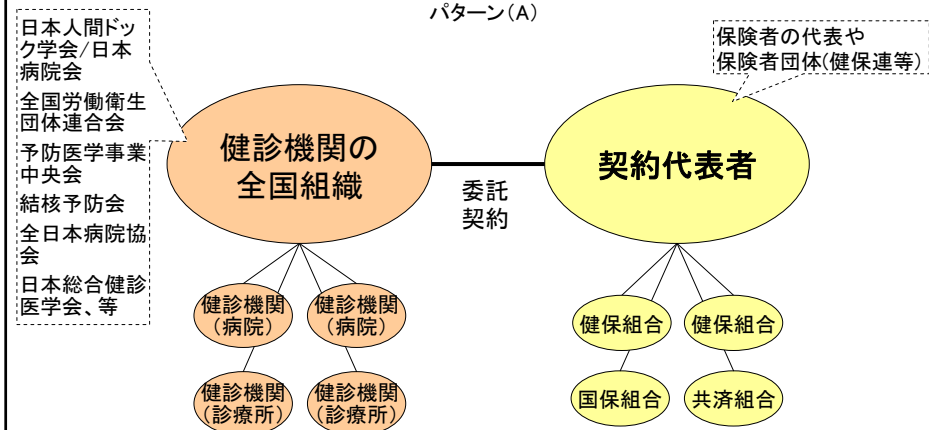 パターン(A)
日本人間ドッ
ク学会/日本
病院会
全国労働衛生
団体連合会
予防医学事業
中央会
結核予防会
全日本病院協
会
日本総合健診
医学会、等
保険者の代表や
保険者団体(健保連等)
健診機関の
全国組織
委託
契約
契約代表者
健診機関
(病院)
健診機関
(病院)
健診機関
(診療所)
健診機関
(診療所)
健保組合
健保組合
国保組合
共済組合